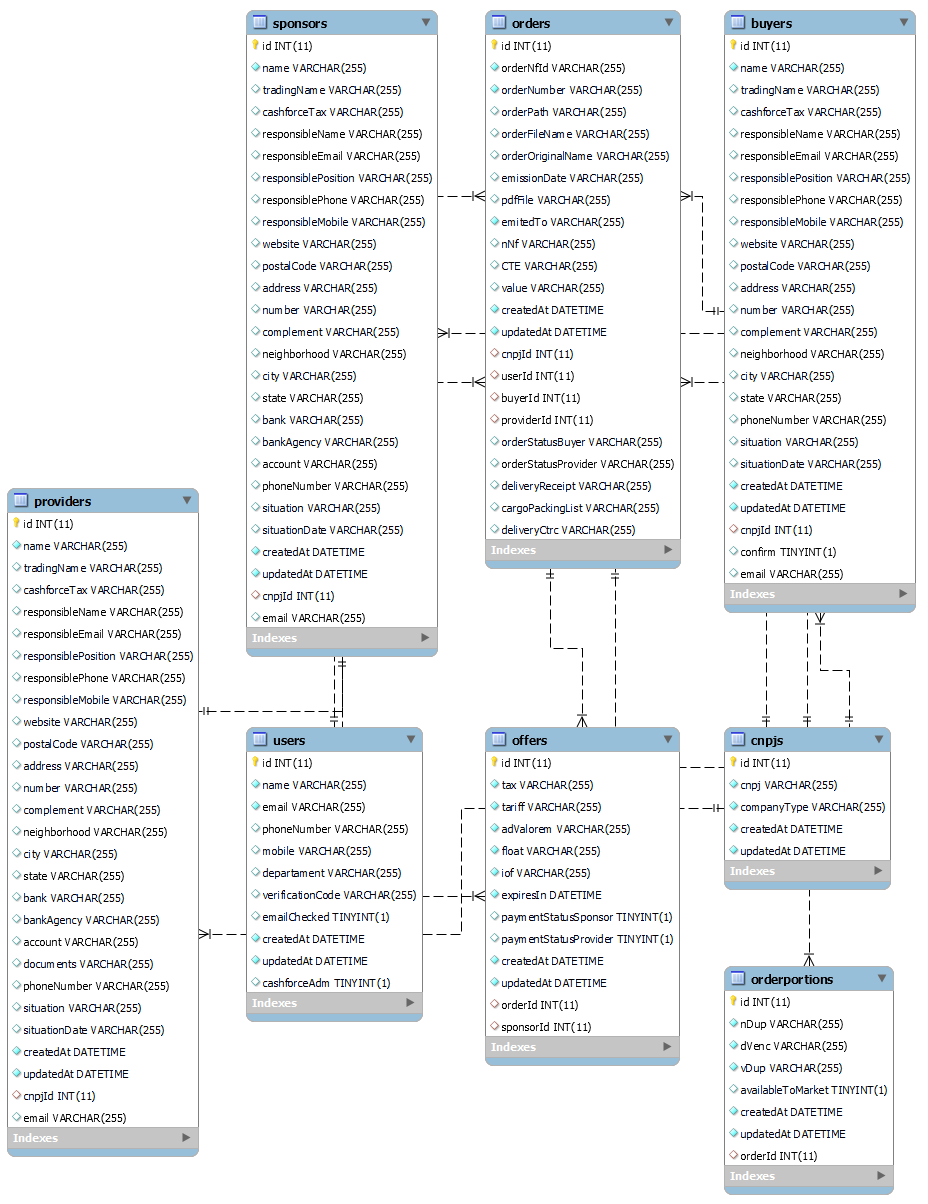 sponsors
id INT(11)
name VARCHAR(255)
tradingName VARCHAR(255)
cashforceTax VARCHAR(255)
responsibleName VARCHAR(255)
responsibleEmail VARCHAR(255)
responsiblePosition VARCHAR(255)
responsiblePhone VARCHAR(255)
responsibleMobile VARCHAR(255)
website VARCHAR(255)
postalCode VARCHAR(255)
address VARCHAR(255)
number VARCHAR(255)
complement VARCHAR(255)
neighborhood VARCHAR(255)
city VARCHAR(255)
state VARCHAR(255)
bank VARCHAR(255)
bankAgency VARCHAR(255)
account VARCHAR(255)
phoneNumber VARCHAR(255)
situation VARCHAR(255)
situationDate VARCHAR(255)
createdAt DATETIME
updatedAt DATETIME
cnpjId INT(11)
email VARCHAR(255)
Indexes
orders
id INT(11)
orderNfId VARCHAR(255)
orderNumber VARCHAR(255)
orderPath VARCHAR(255)
orderFileName VARCHAR(255)
orderOriginalName VARCHAR(255)
emissionDate VARCHAR(255)
pdfFile VARCHAR(255)
emitedTo VARCHAR(255)
nNf VARCHAR(255)
CTE VARCHAR(255)
value VARCHAR(255)
createdAt DATETIME
updatedAt DATETIME
cnpjId INT(11)
userId INT(11)
buyerId INT(11)
providerId INT(11)
orderStatusBuyer VARCHAR(255)
orderStatusProvider VARCHAR(255)
deliveryReceipt VARCHAR(255)
cargoPackingList VARCHAR(255)
deliveryCtrc VARCHAR(255)
Indexes
buyers
id INT(11)
name VARCHAR(255)
tradingName VARCHAR(255)
cashforceTax VARCHAR(255)
responsibleName VARCHAR(255)
responsibleEmail VARCHAR(255)
responsiblePosition VARCHAR(255)
responsiblePhone VARCHAR(255)
responsibleMobile VARCHAR(255)
website VARCHAR(255)
postalCode VARCHAR(255)
address VARCHAR(255)
number VARCHAR(255)
complement VARCHAR(255)
neighborhood VARCHAR(255)
city VARCHAR(255)
state VARCHAR(255)
phoneNumber VARCHAR(255)
situation VARCHAR(255)
situationDate VARCHAR(255)
createdAt DATETIME
updatedAt DATETIME
cnpjId INT(11)
confirm TINYINT(1)
email VARCHAR(255)
Indexes
providers
id INT(11)
name VARCHAR(255)
tradingName VARCHAR(255)
cashforceTax VARCHAR(255)
responsibleName VARCHAR(255)
responsibleEmail VARCHAR(255)
responsiblePosition VARCHAR(255)
responsiblePhone VARCHAR(255)
responsibleMobile VARCHAR(255)
website VARCHAR(255)
postalCode VARCHAR(255)
address VARCHAR(255)
number VARCHAR(255)
complement VARCHAR(255)
neighborhood VARCHAR(255)
city VARCHAR(255)
state VARCHAR(255)
bank VARCHAR(255)
bankAgency VARCHAR(255)
account VARCHAR(255)
documents VARCHAR(255)
phoneNumber VARCHAR(255)
situation VARCHAR(255)
situationDate VARCHAR(255)
createdAt DATETIME
updatedAt DATETIME
cnpjId INT(11)
email VARCHAR(255)
Indexes
users
id INT(11)
name VARCHAR(255)
email VARCHAR(255)
phoneNumber VARCHAR(255)
mobile VARCHAR(255)
departament VARCHAR(255)
verificationCode VARCHAR(255)
emailChecked TINYINT(1)
createdAt DATETIME
updatedAt DATETIME
cashforceAdm TINYINT(1)
Indexes
offers
id INT(11)
tax VARCHAR(255)
tariff VARCHAR(255)
adValorem VARCHAR(255)
float VARCHAR(255)
iof VARCHAR(255)
expiresIn DATETIME
paymentStatusSponsor TINYINT(1)
paymentStatusProvider TINYINT(1)
createdAt DATETIME
updatedAt DATETIME
orderId INT(11)
sponsorId INT(11)
Indexes
cnpjs
id INT(11)
cnpj VARCHAR(255)
companyType VARCHAR(255)
createdAt DATETIME
updatedAt DATETIME
Indexes
orderportions
id INT(11)
nDup VARCHAR(255)
dVenc VARCHAR(255)
vDup VARCHAR(255)
availableToMarket TINYINT(1)
createdAt DATETIME
updatedAt DATETIME
orderId INT(11)
Indexes